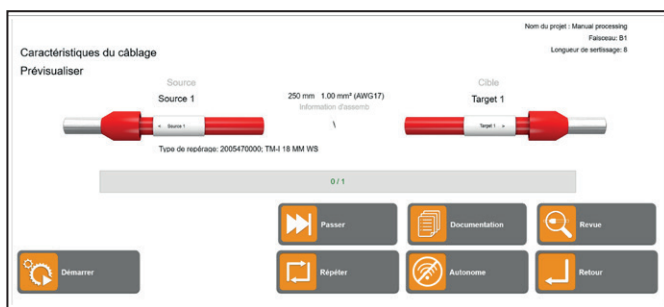 Nom du projet : Manual processing
Faisceau: B1
Longueur de sertissage: 8
Caractéristiques du câblage
Prévisualiser
Source
Cible
Source 1
250 mm 1.00 mm² (AWG17)
Target 1
Information d'assemb
< Source 1
\
Target 1 >
Type de repérage: 2005470000; TM-I 18 MM WS
0 / 1
Passer
Documentation
Revue
Démarrer
Répéter
Autonome
Retour